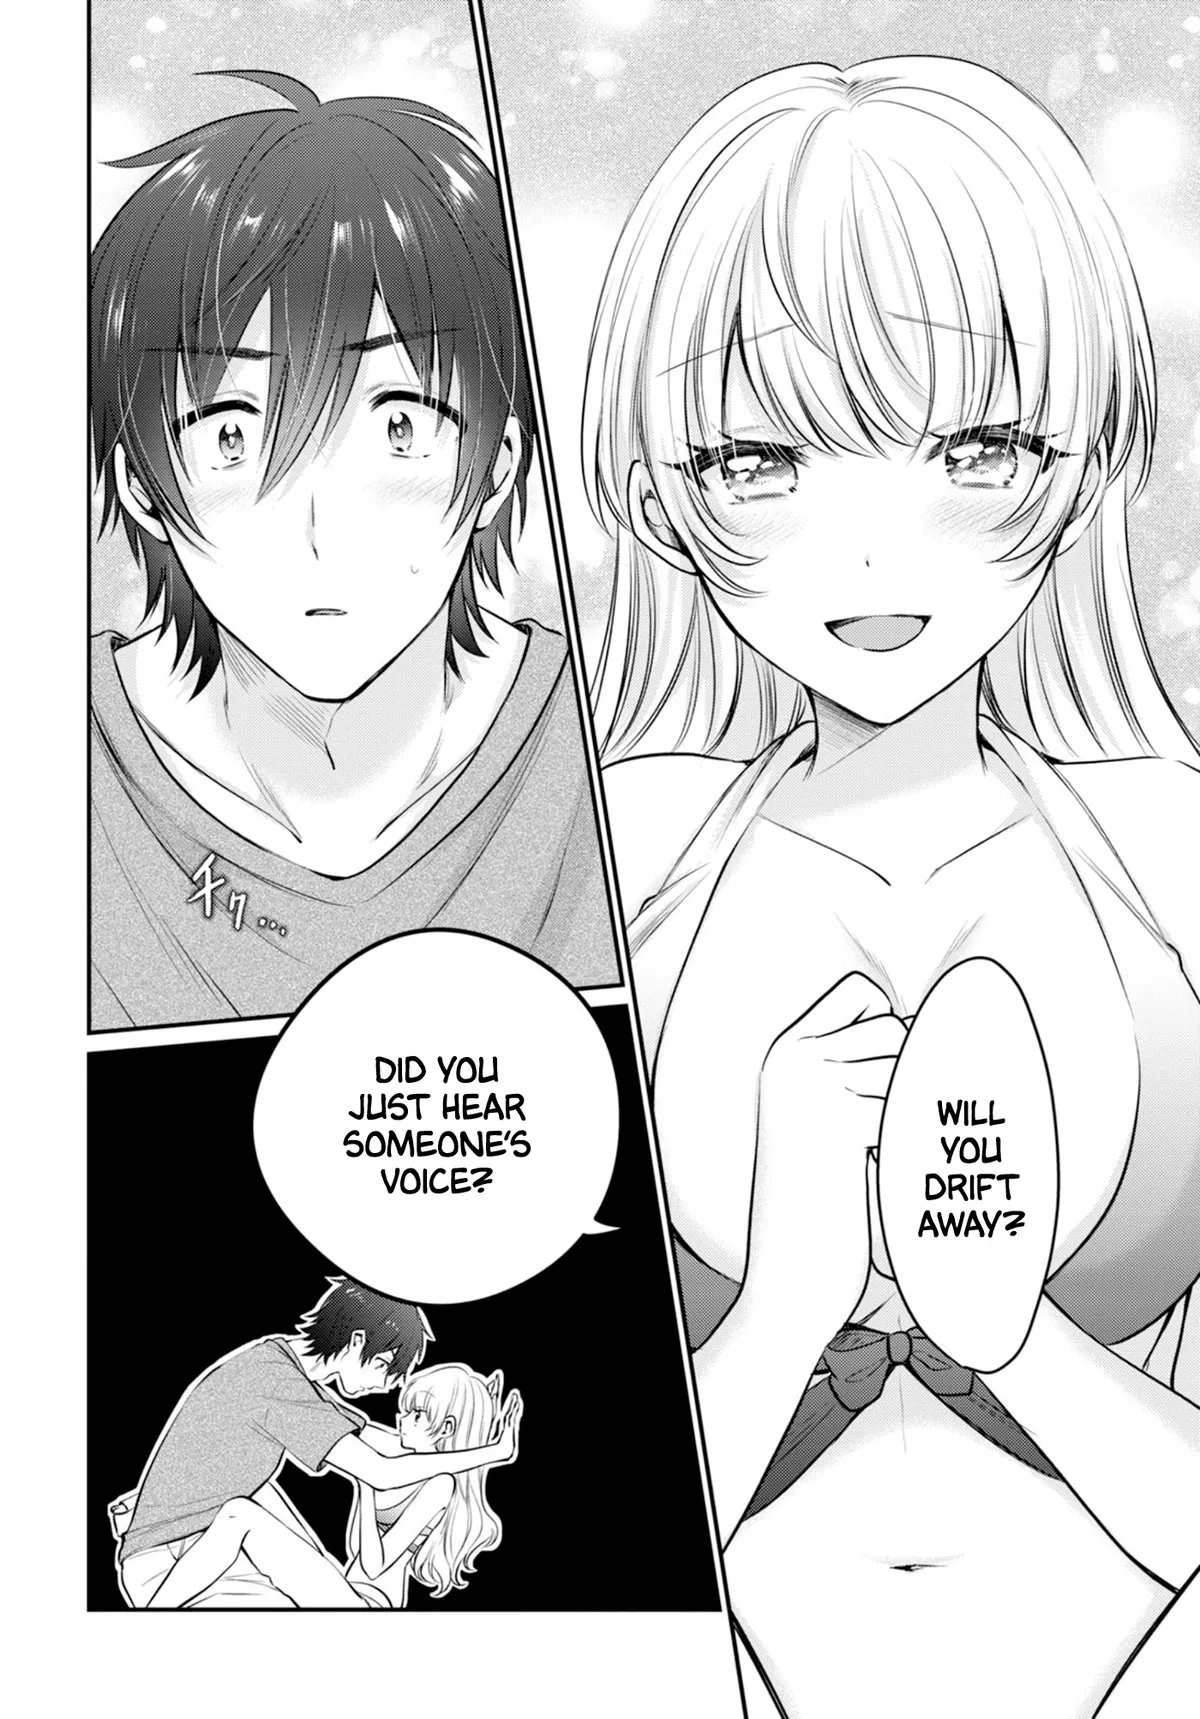 WILL
YOU
DRIFT
AWAY?
チク...
DID YOU
JUST HEAR
SOMEONE'S
VOICE?